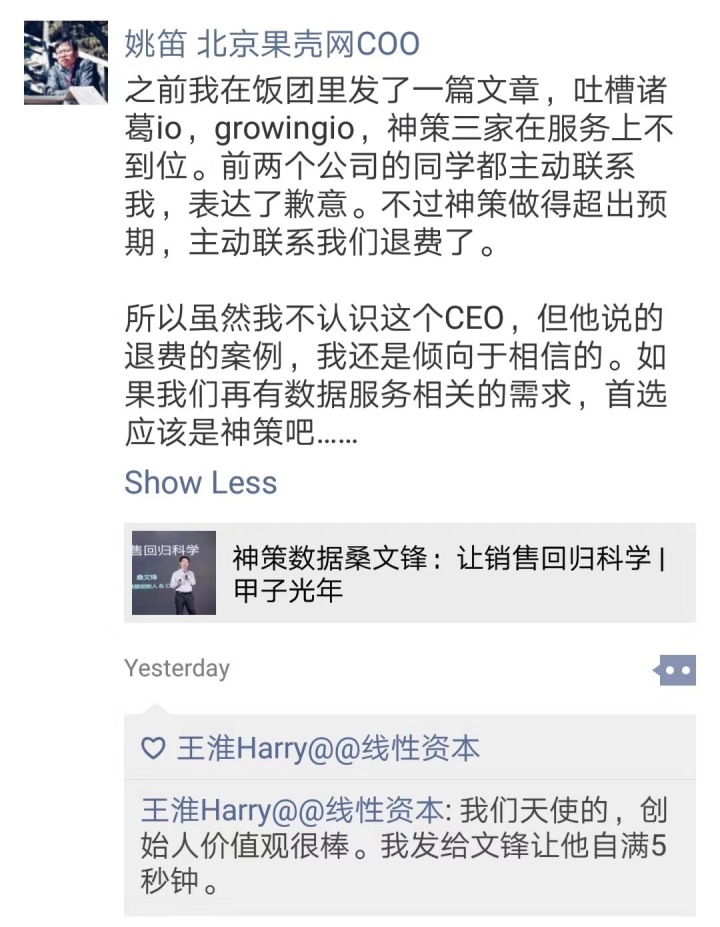 姚笛 北京果壳网COO
之前我在饭团里发了一篇文章，吐槽诸
葛io，growingio，神策三家在服务上不
到位。前两个公司的同学都主动联系
我，表达了歉意。不过神策做得超出预
期，主动联系我们退费了。
所以虽然我不认识这个CEO，但他说的
退费的案例，我还是倾向于相信的。如
果我们再有数据服务相关的需求，首选
应该是神策吧……
Show Less
售回归科学
桑文锋
神策数据桑文锋：让销售回归科学 |
甲子光年
Yesterday
王淮Harry@@线性资本
王淮Harry@@线性资本: 我们天使的，创
始人价值观很棒。我发给文锋让他自满5
秒钟。